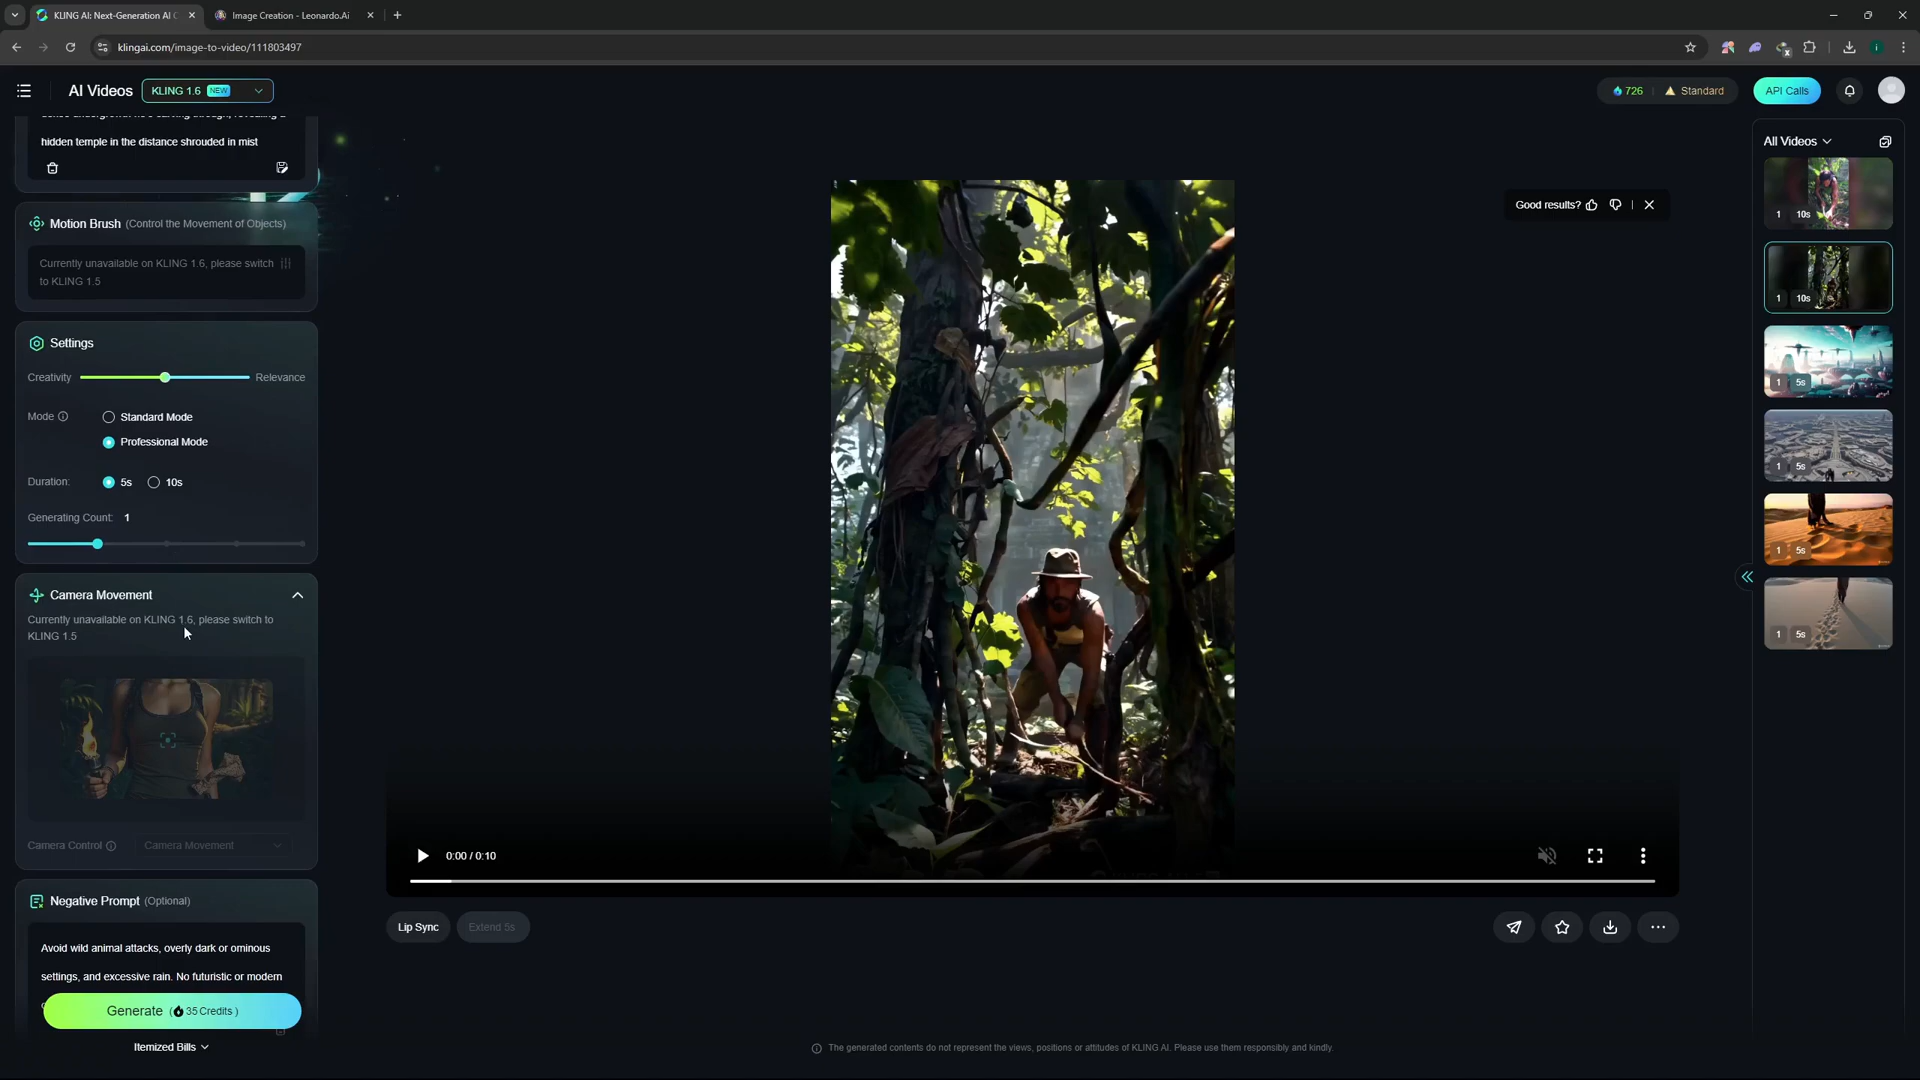 KLING AI: Next-Generation AI C
Image Creation - Leonardo.Ai
klingai.com/image-to-video/111803497
AI Videos
KLING 1.6 NEW
726
Standard
API Calls
hidden temple in the distance shrouded in mist
Motion Brush (Control the Movement of Objects)
Currently unavailable on KLING 1.6, please switch
to KLING 1.5
Settings
Creativity
Relevance
Mode
Standard Mode
Professional Mode
Duration:
5s
10s
Generating Count: 1
Camera Movement
Currently unavailable on KLING 1.6, please switch to
KLING 1.5
Camera Control
Camera Movement
Negative Prompt (Optional)
Avoid wild animal attacks, overly dark or ominous
settings, and excessive rain. No futuristic or modern
Generate ( 35 Credits )
Itemized Bills
Good results?
0:00 / 0:10
Lip Sync
Extend 5s
The generated contents do not represent the views, positions or attitudes of KLING AI. Please use them responsibly and kindly.
All Videos
1 10s
1 10s
1 5s
1 5s
1 5s
1 5s